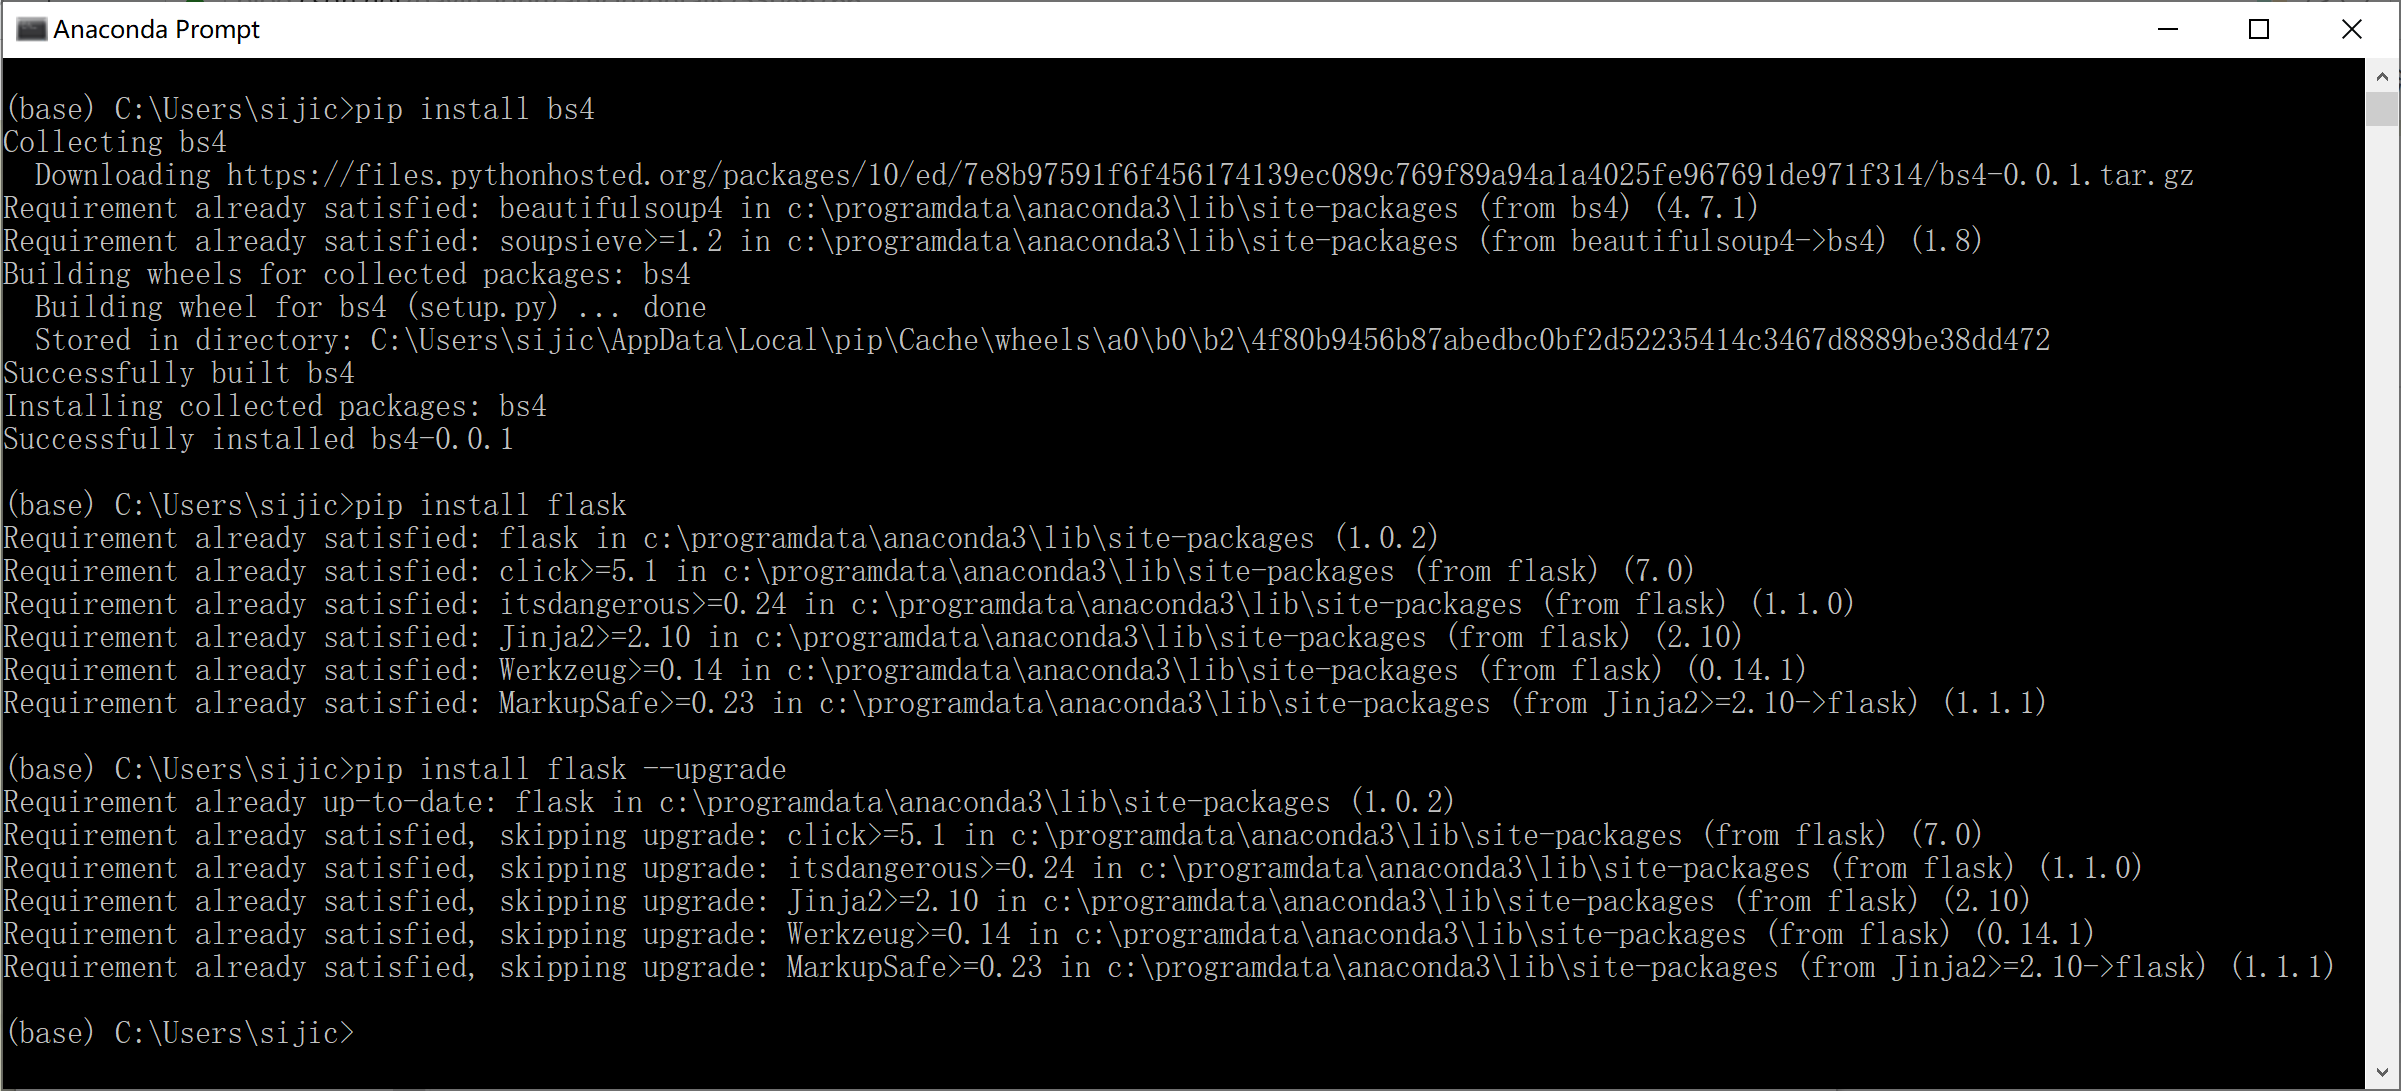 Anaconda Prompt
(base) C:\Users\sijic>pip install bs4
Collecting bs4
  Downloading https://files.pythonhosted.org/packages/10/ed/7e8b97591f6f456174139ec089c769f89a94a1a4025fe967691de971f314/bs4-0.0.1.tar.gz
Requirement already satisfied: beautifulsoup4 in c:\programdata\anaconda3\lib\site-packages (from bs4) (4.7.1)
Requirement already satisfied: soupsieve>=1.2 in c:\programdata\anaconda3\lib\site-packages (from beautifulsoup4->bs4) (1.8)
Building wheels for collected packages: bs4
  Building wheel for bs4 (setup.py) ... done
  Stored in directory: C:\Users\sijic\AppData\Local\pip\Cache\wheels\a0\b0\b2\4f80b9456b87abedbc0bf2d52235414c3467d8889be38dd472
Successfully built bs4
Installing collected packages: bs4
Successfully installed bs4-0.0.1
(base) C:\Users\sijic>pip install flask
Requirement already satisfied: flask in c:\programdata\anaconda3\lib\site-packages (1.0.2)
Requirement already satisfied: click>=5.1 in c:\programdata\anaconda3\lib\site-packages (from flask) (7.0)
Requirement already satisfied: itsdangerous>=0.24 in c:\programdata\anaconda3\lib\site-packages (from flask) (1.1.0)
Requirement already satisfied: Jinja2>=2.10 in c:\programdata\anaconda3\lib\site-packages (from flask) (2.10)
Requirement already satisfied: Werkzeug>=0.14 in c:\programdata\anaconda3\lib\site-packages (from flask) (0.14.1)
Requirement already satisfied: MarkupSafe>=0.23 in c:\programdata\anaconda3\lib\site-packages (from Jinja2>=2.10->flask) (1.1.1)
(base) C:\Users\sijic>pip install flask --upgrade
Requirement already up-to-date: flask in c:\programdata\anaconda3\lib\site-packages (1.0.2)
Requirement already satisfied, skipping upgrade: click>=5.1 in c:\programdata\anaconda3\lib\site-packages (from flask) (7.0)
Requirement already satisfied, skipping upgrade: itsdangerous>=0.24 in c:\programdata\anaconda3\lib\site-packages (from flask) (1.1.0)
Requirement already satisfied, skipping upgrade: Jinja2>=2.10 in c:\programdata\anaconda3\lib\site-packages (from flask) (2.10)
Requirement already satisfied, skipping upgrade: Werkzeug>=0.14 in c:\programdata\anaconda3\lib\site-packages (from flask) (0.14.1)
Requirement already satisfied, skipping upgrade: MarkupSafe>=0.23 in c:\programdata\anaconda3\lib\site-packages (from Jinja2>=2.10->flask) (1.1.1)
(base) C:\Users\sijic>